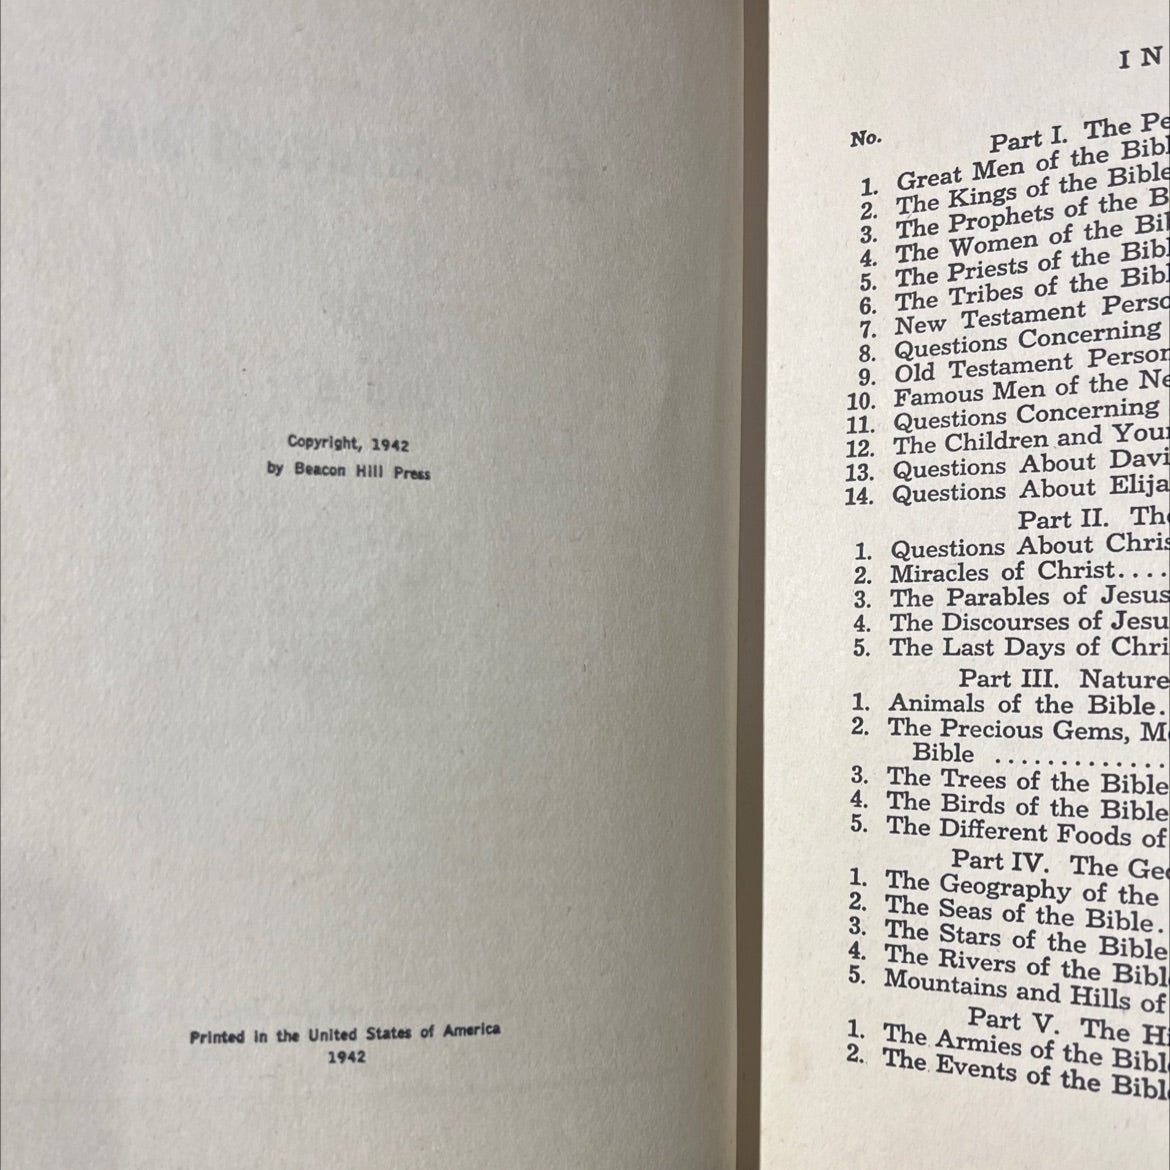 Copyright, 1942
by Beacon Hill Press
Printed in the United States of America
1942
IN
No.
Part I. The Pe
1. Great Men of the Bibl
2. The Kings of the Bible
3. The Prophets of the B
4. The Women of the Bil
5. The Priests of the Bibl
6. The Tribes of the Bibl
7. New Testament Perso
8. Questions Concerning
9. Old Testament Person
10. Famous Men of the Ne
11. Questions Concerning
12. The Children and Your
13. Questions About Davi
14. Questions About Elija
Part II. The
1. Questions About Chris
2. Miracles of Christ....
3. The Parables of Jesus
4. The Discourses of Jesu
5. The Last Days of Chri
Part III. Nature
1. Animals of the Bible.
2. The Precious Gems, Me
Bible .............
3. The Trees of the Bible
4. The Birds of the Bible
5. The Different Foods of
Part IV. The Geo
1. The Geography of the
2. The Seas of the Bible.
3. The Stars of the Bible
4. The Rivers of the Bible
5. Mountains and Hills of
Part V. The Hi
1. The Armies of the Bible
2. The Events of the Bible